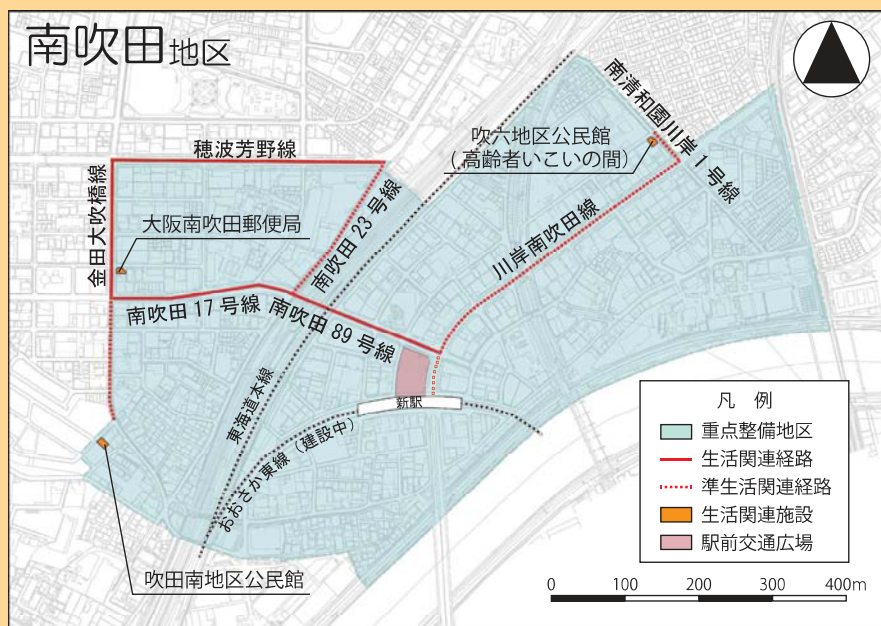 南吹田地区
南清和園川岸1号線
吹六地区公民館
(高齢者いこいの間)
穂波芳野線
金田大吹橋線
大阪南吹田郵便局
南吹田23号線
川岸南吹田線
南吹田17号線
南吹田89号線
東海道本線
新駅
おおさか東線(建設中)
吹田南地区公民館
凡例
重点整備地区
生活関連経路
準生活関連経路
生活関連施設
駅前交通広場
0 100 200 300 400m